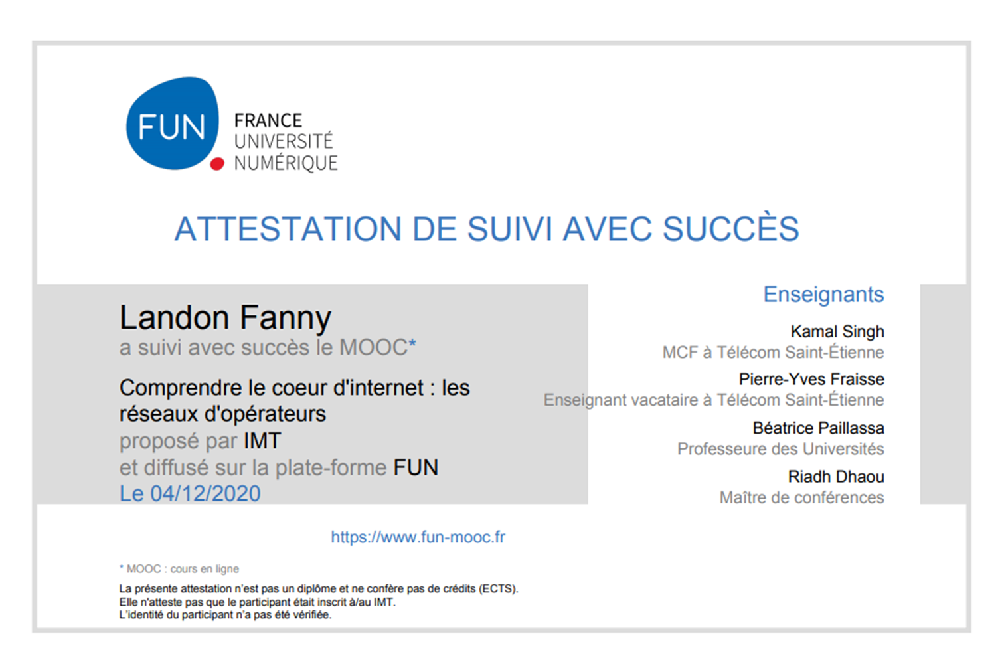 FUN
FRANCE
UNIVERSITÉ
NUMÉRIQUE
ATTESTATION DE SUIVI AVEC SUCCÈS
Landon Fanny
a suivi avec succès le MOOC*
Comprendre le coeur d'internet : les
réseaux d'opérateurs
proposé par IMT
et diffusé sur la plate-forme FUN
Le 04/12/2020
Enseignants
Kamal Singh
MCF à Télécom Saint-Étienne
Pierre-Yves Fraisse
Enseignant vacataire à Télécom Saint-Étienne
Béatrice Paillassa
Professeure des Universités
Riadh Dhaou
Maître de conférences
https://www.fun-mooc.fr
* MOOC : cours en ligne
La présente attestation n'est pas un diplôme et ne confère pas de crédits (ECTS).
Elle n'atteste pas que le participant était inscrit à/au IMT.
L'identité du participant n'a pas été vérifiée.